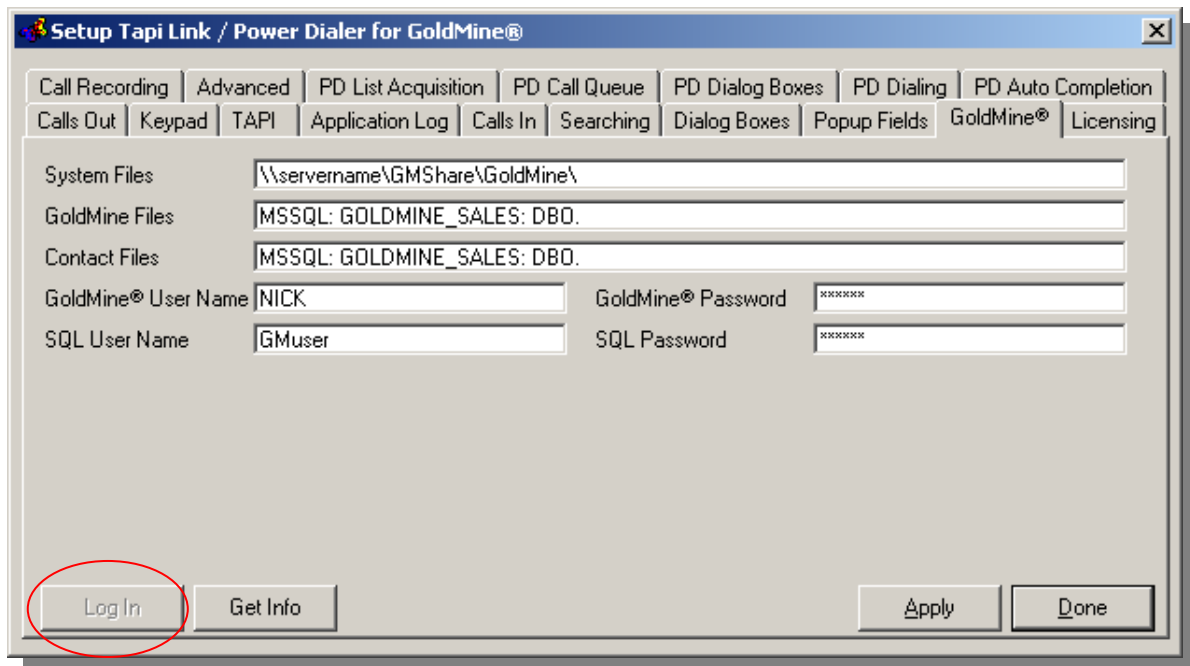 Setup Tapi Link / Power Dialer for GoldMine®
Call Recording Advanced PD List Acquisition PD Call Queue PD Dialog Boxes PD Dialing PD Auto Completion
Calls Out Keypad TAPI Application Log Calls In Searching Dialog Boxes Popup Fields GoldMine® Licensing
System Files \\servername\GMShare\GoldMine\
GoldMine Files MSSQL: GOLDMINE_SALES: DBO.
Contact Files MSSQL: GOLDMINE_SALES: DBO.
GoldMine® User Name NICK GoldMine® Password ******
SQL User Name GMuser SQL Password ******
Log In Get Info Apply Done